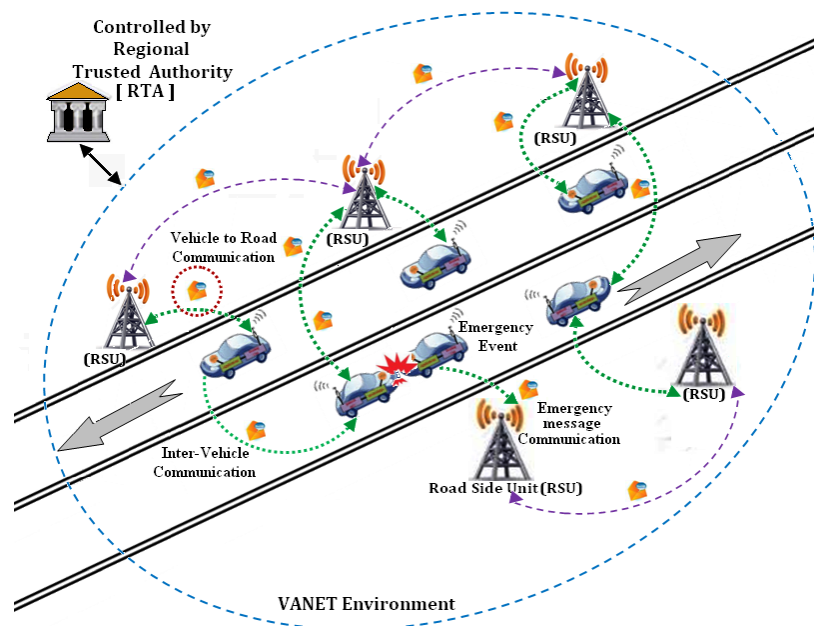 Controlled by
Regional
Trusted Authority
[ RTA ]
(RSU)
(RSU)
Vehicle to Road
Communication
(RSU)
Emergency
Event
(RSU)
Emergency
message
Communication
Inter-Vehicle
Communication
Road Side Unit (RSU)
VANET Environment